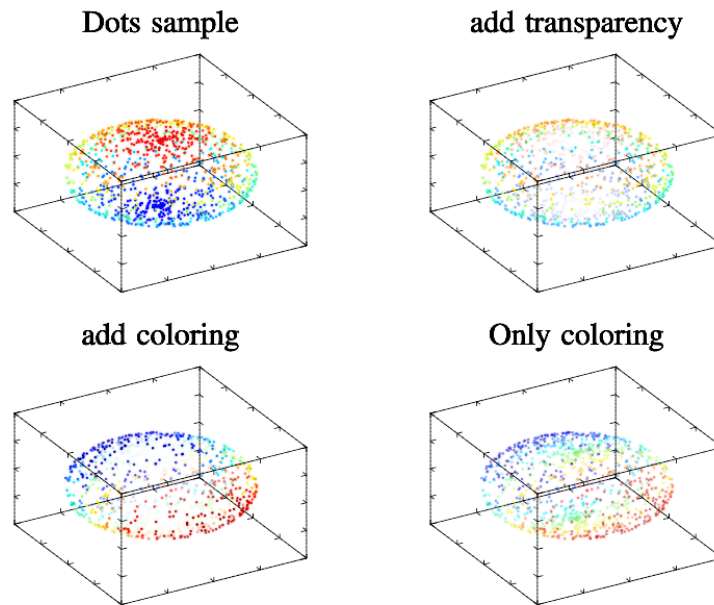 Dots sample
add transparency
add coloring
Only coloring